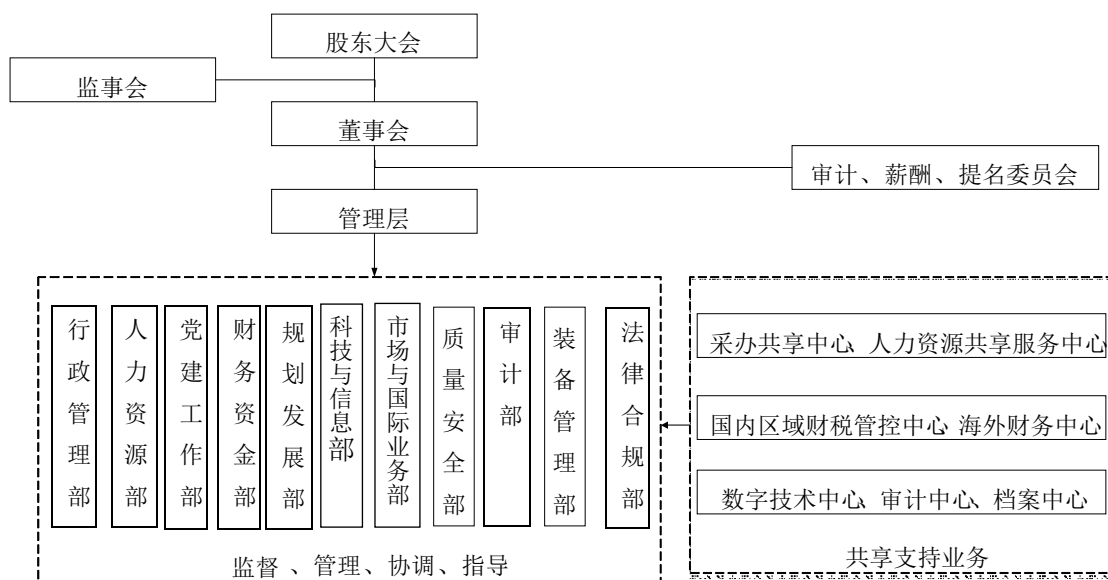 股东大会
监事会
董事会
审计、薪酬、提名委员会
管理层
行政管理部
人力资源部
党建工作部
财务资金部
规划发展部
科技与信息部
市场与国际业务部
质量安全部
审计部
装备管理部
法律合规部
监督、管理、协调、指导
采办共享中心、人力资源共享服务中心
国内区域财税管控中心、海外财务中心
数字技术中心、审计中心、档案中心
共享支持业务